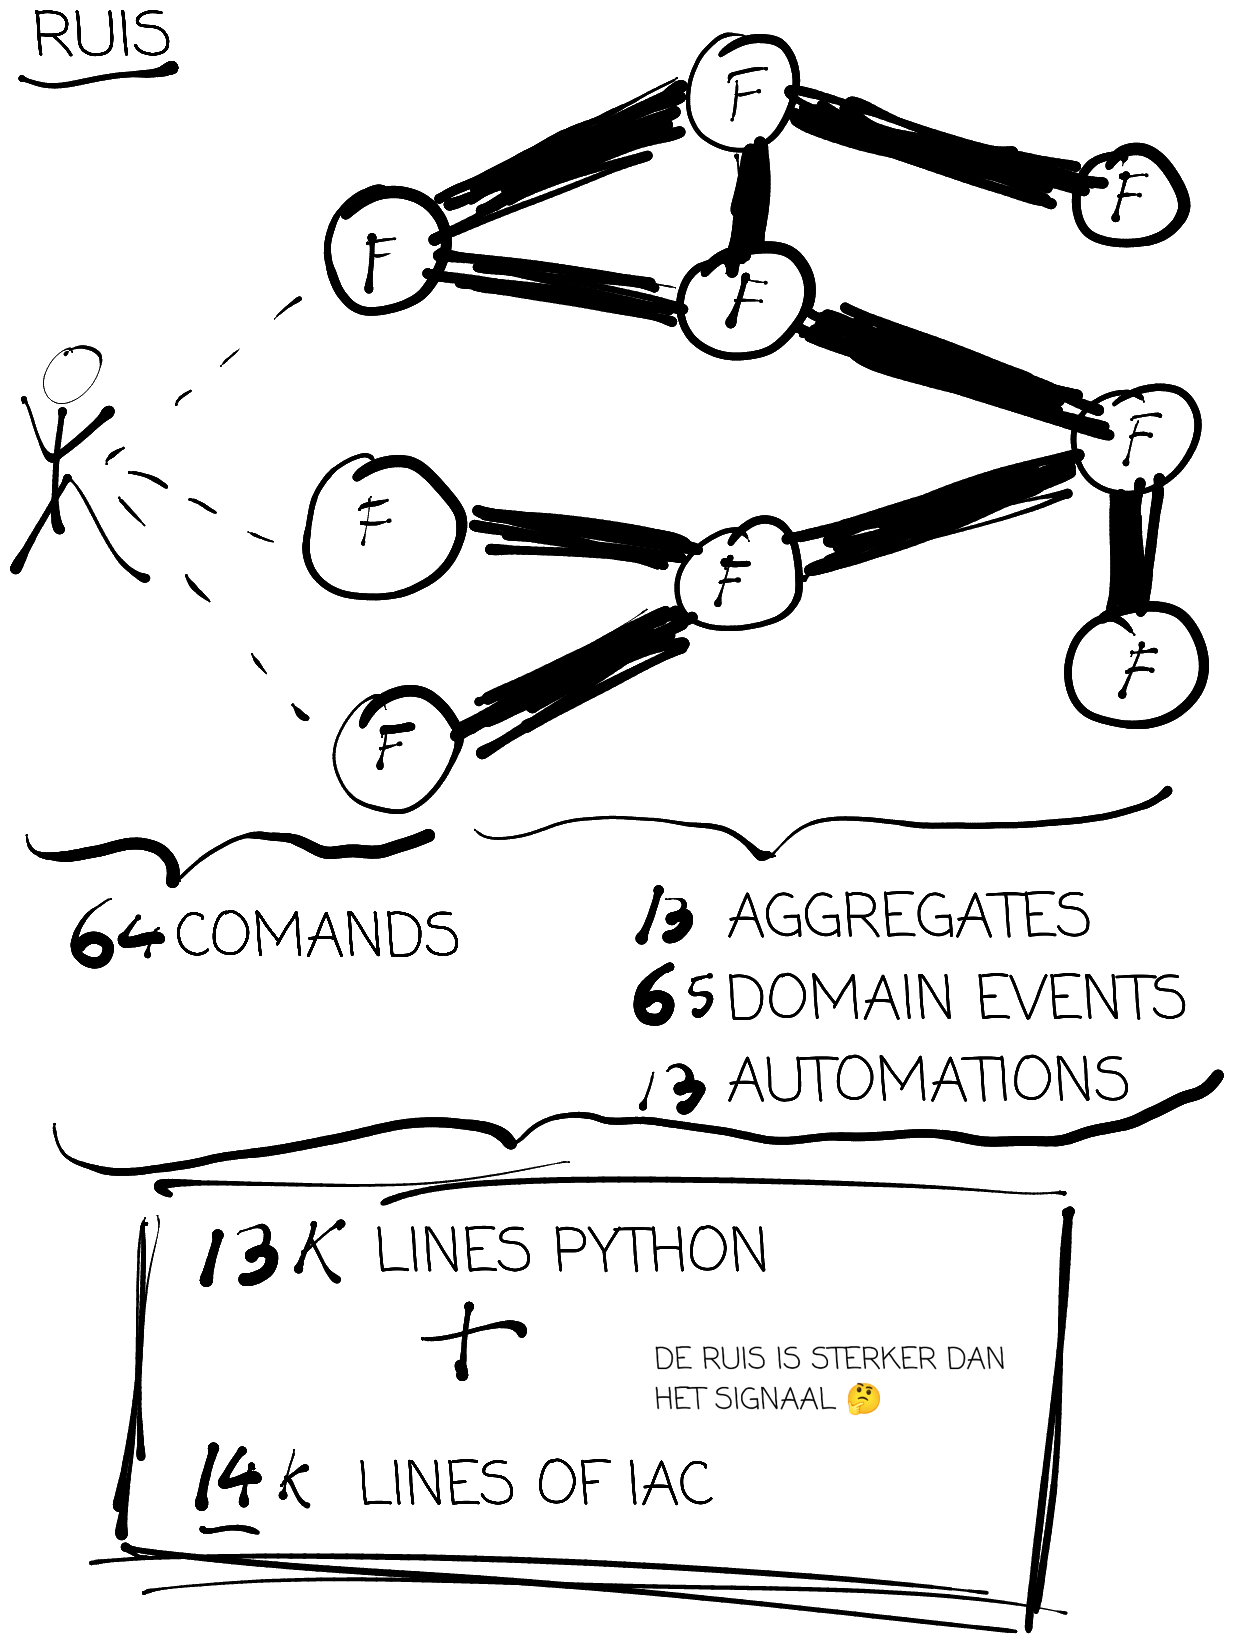 RUIS
F
F
F
F
F
F
F
F
F
F
64 COMANDS
13 AGGREGATES
65 DOMAIN EVENTS
13 AUTOMATIONS
13K LINES PYTHON
+
DE RUIS IS STERKER DAN
HET SIGNAAL 🤔
14K LINES OF IAC